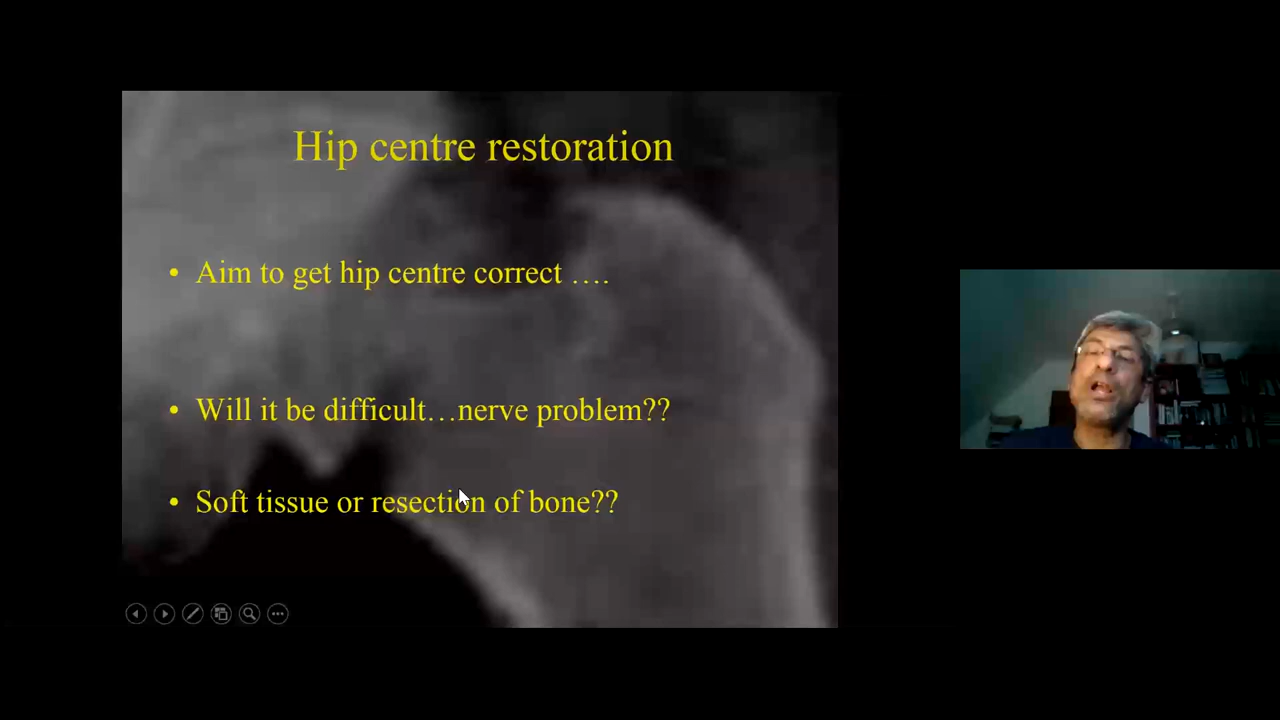 Hip centre restoration
• Aim to get hip centre correct ….
• Will it be difficult…nerve problem??
• Soft tissue or resection of bone??